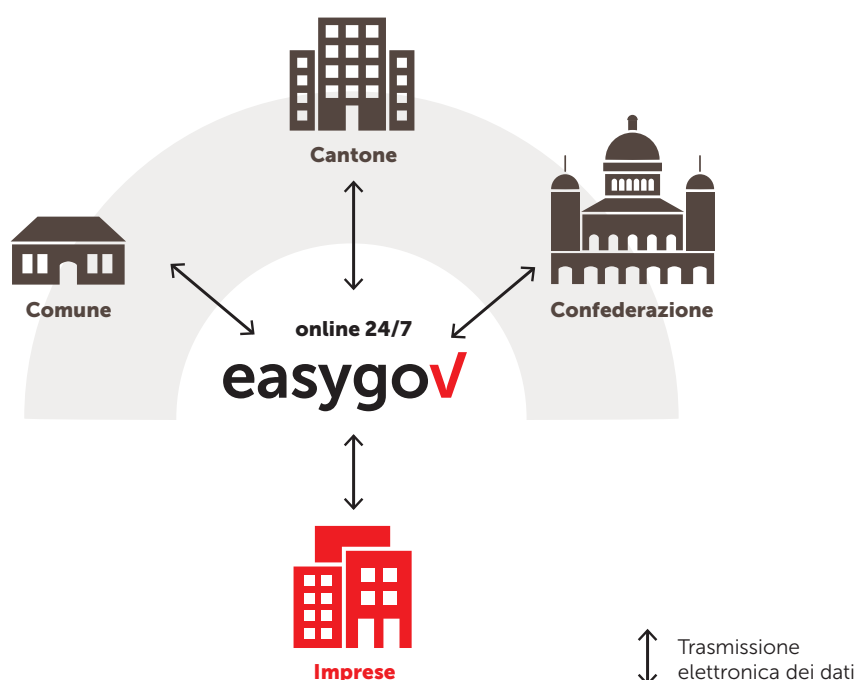 Cantone
Comune
Confederazione
online 24/7
easygov
Imprese
Trasmissione
elettronica dei dati